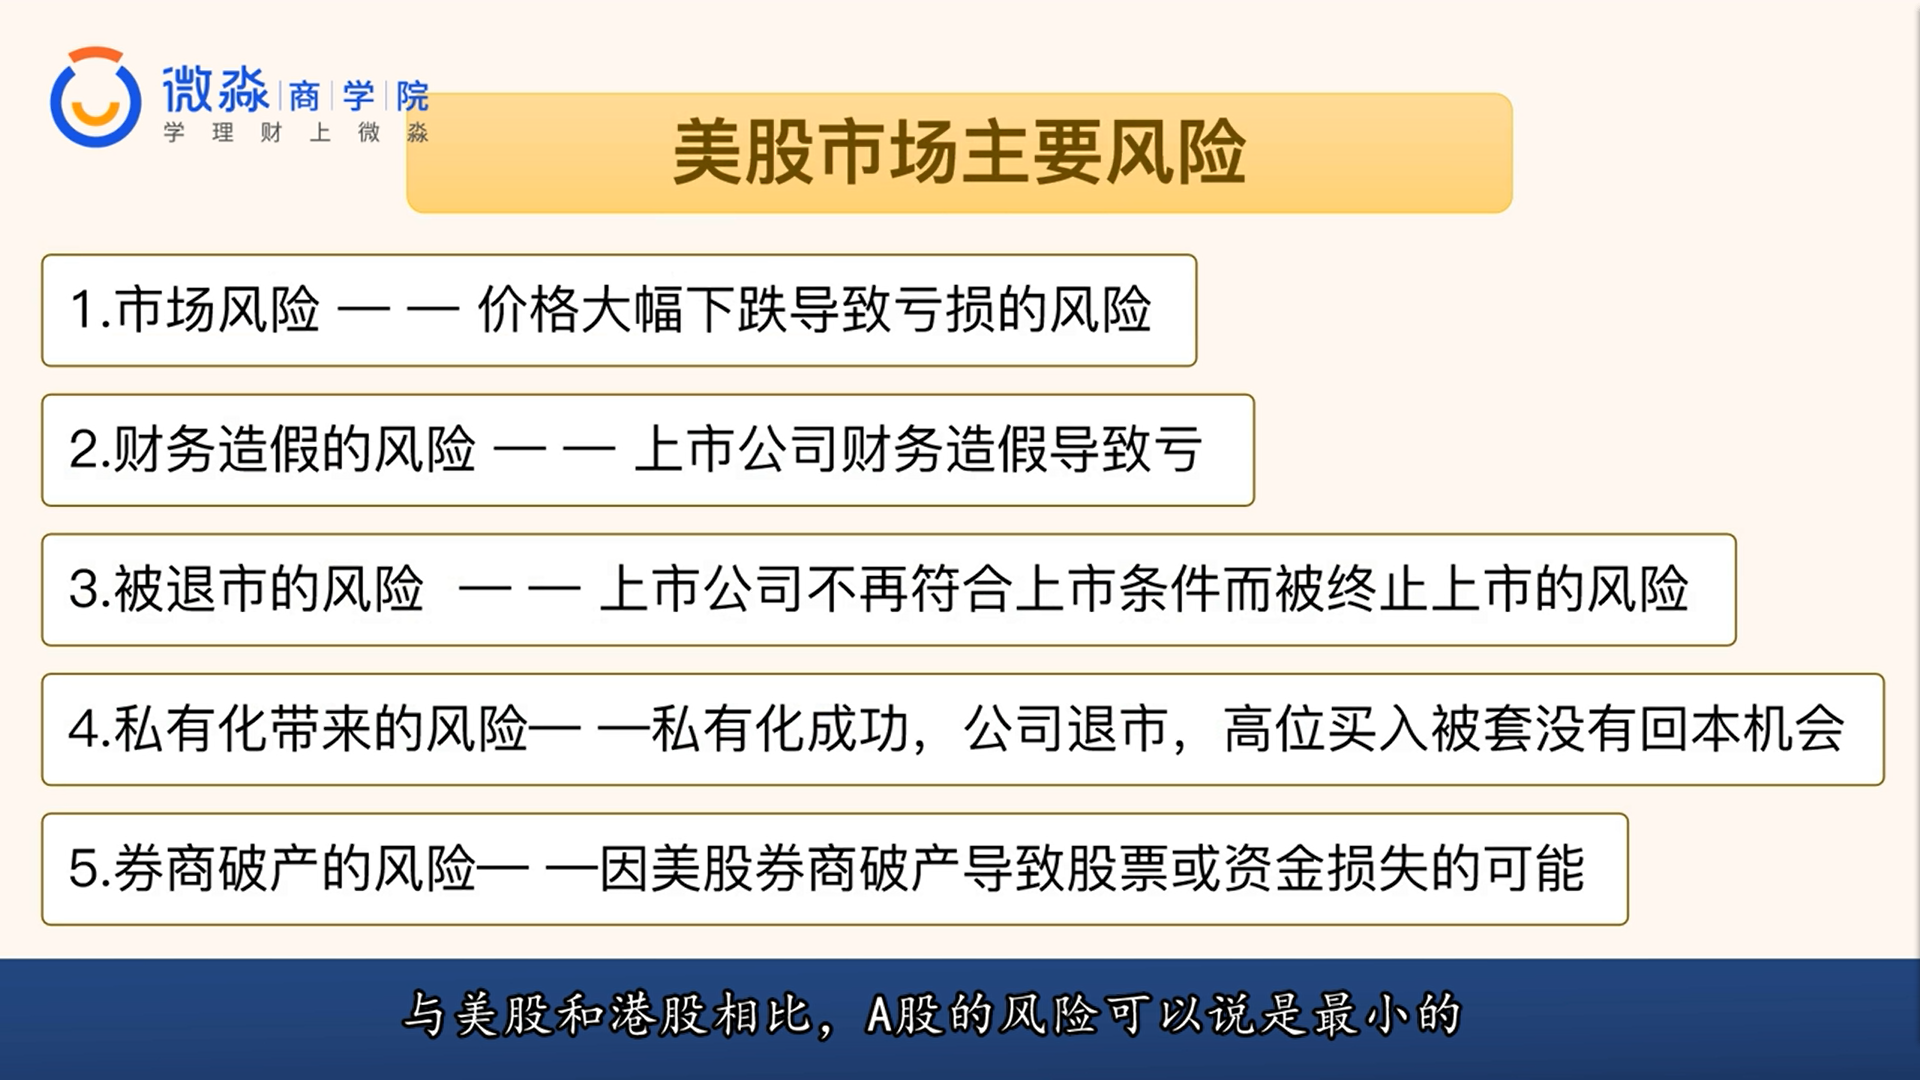 微淼|商|学|院
学理财上微淼
美股市场主要风险
1.市场风险 — — 价格大幅下跌导致亏损的风险
2.财务造假的风险 — — 上市公司财务造假导致亏
3.被退市的风险 — — 上市公司不再符合上市条件而被终止上市的风险
4.私有化带来的风险— —私有化成功，公司退市，高位买入被套没有回本机会
5.券商破产的风险— —因美股券商破产导致股票或资金损失的可能
与美股和港股相比，A股的风险可以说是最小的